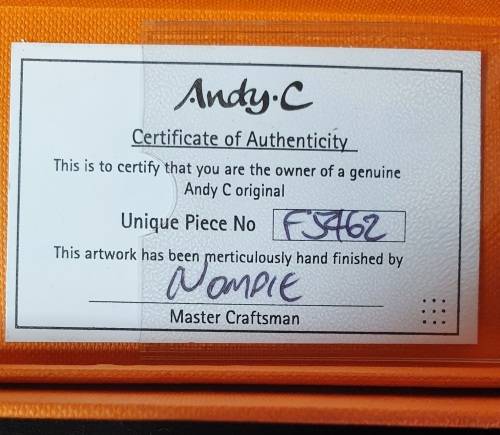 Andy·C
Certificate of Authenticity
This is to certify that you are the owner of a genuine
Andy C original
Unique Piece No FJ462
This artwork has been merticulously hand finished by
NOMPIE
Master Craftsman